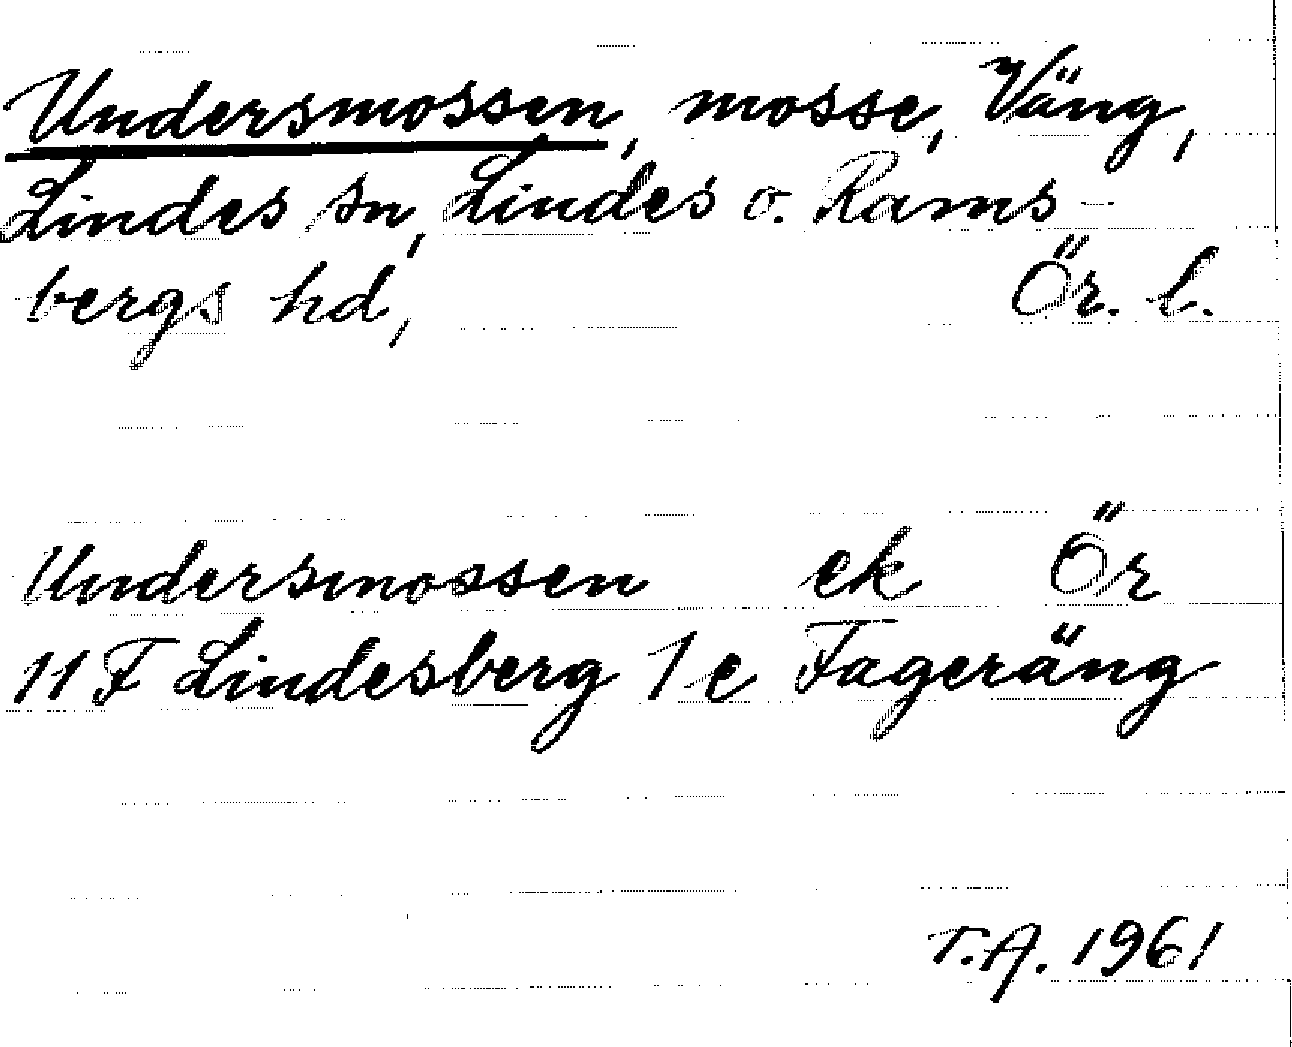 Undersmossen, mosse, Väng,
Lindes sn, Lindes o. Rams-
bergs hd, Ör. l.
Undersmossen ek Ör
11 F Lindesberg 1 e Fageräng
T.A. 1961